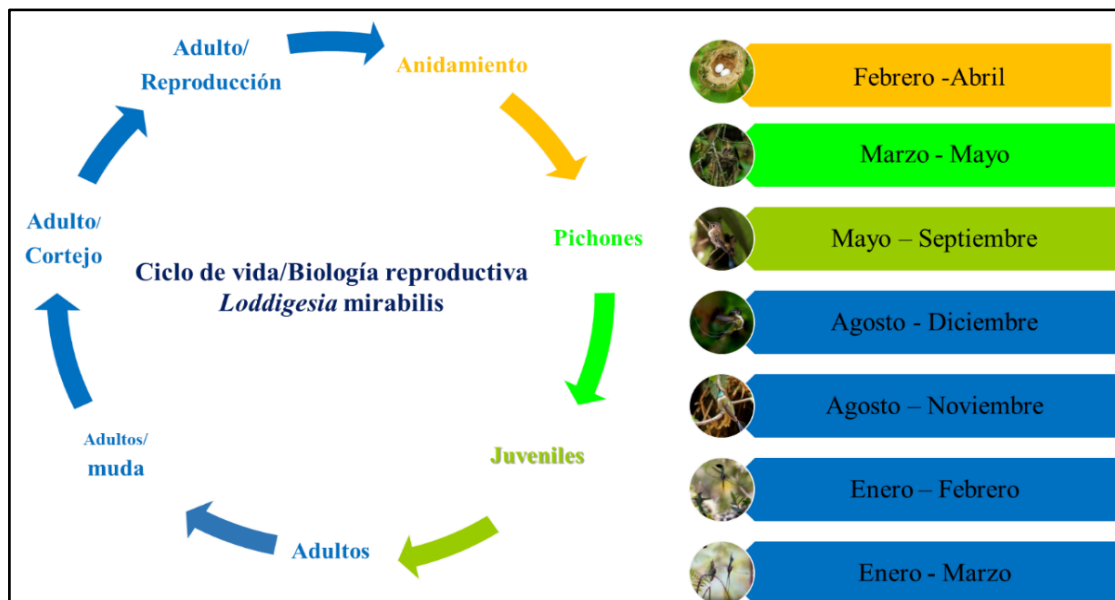 Adulto/
Reproducción
Anidamiento
Pichones
Juveniles
Adultos
Adultos/
muda
Adulto/
Cortejo
Ciclo de vida/Biología reproductiva
Loddigesia mirabilis
Febrero -Abril
Marzo - Mayo
Mayo – Septiembre
Agosto - Diciembre
Agosto – Noviembre
Enero – Febrero
Enero - Marzo